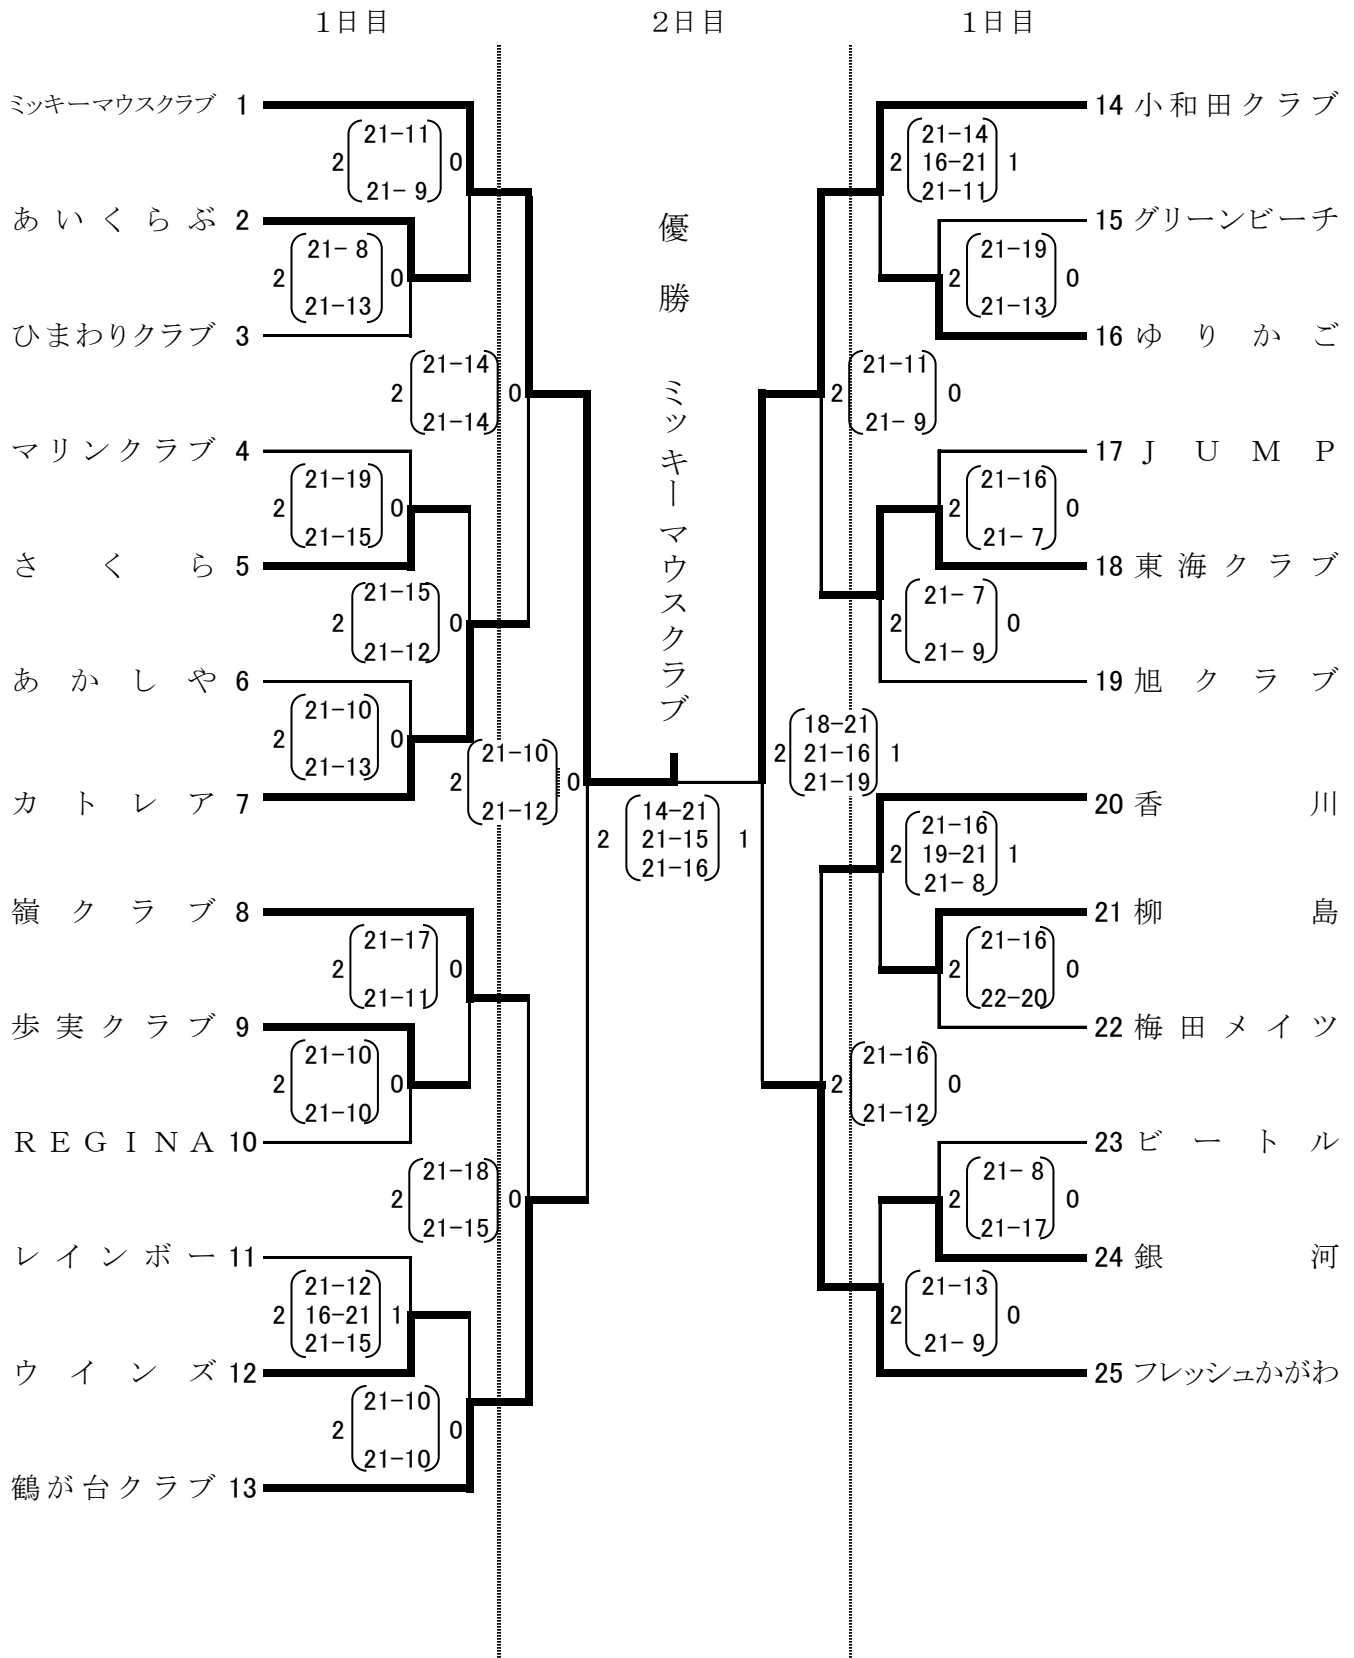 1日目 2日目 1日目
ミッキーマウスクラブ 1
2 21-11 0
21- 9
あいくらぶ 2
2 21- 8 0
21-13
ひまわりクラブ 3
2 21-14 0
21-14
マリンクラブ 4
2 21-19 0
21-15
さくら 5
2 21-15 0
21-12
あかしや 6
2 21-10 0
21-13
カトレア 7
2 21-10 0
21-12
嶺クラブ 8
2 21-17 0
21-11
歩実クラブ 9
2 21-10 0
21-10
REGINA 10
2 21-18 0
21-15
レインボー 11
21-12
2 16-21 1
21-15
ウインズ 12
2 21-10 0
21-10
鶴が台クラブ 13
優勝 ミッキーマウスクラブ
14-21
2 21-15 1
21-16
14 小和田クラブ
21-14
2 16-21 1
21-11
15 グリーンビーチ
2 21-19 0
21-13
16 ゆりかご
2 21-11 0
21- 9
17 JUMP
2 21-16 0
21- 7
18 東海クラブ
2 21- 7 0
21- 9
19 旭クラブ
18-21
2 21-16 1
21-19
20 香川
21-16
2 19-21 1
21- 8
21 柳島
2 21-16 0
22-20
22 梅田メイツ
2 21-16 0
21-12
23 ビートル
2 21- 8 0
21-17
24 銀河
2 21-13 0
21- 9
25 フレッシュかがわ